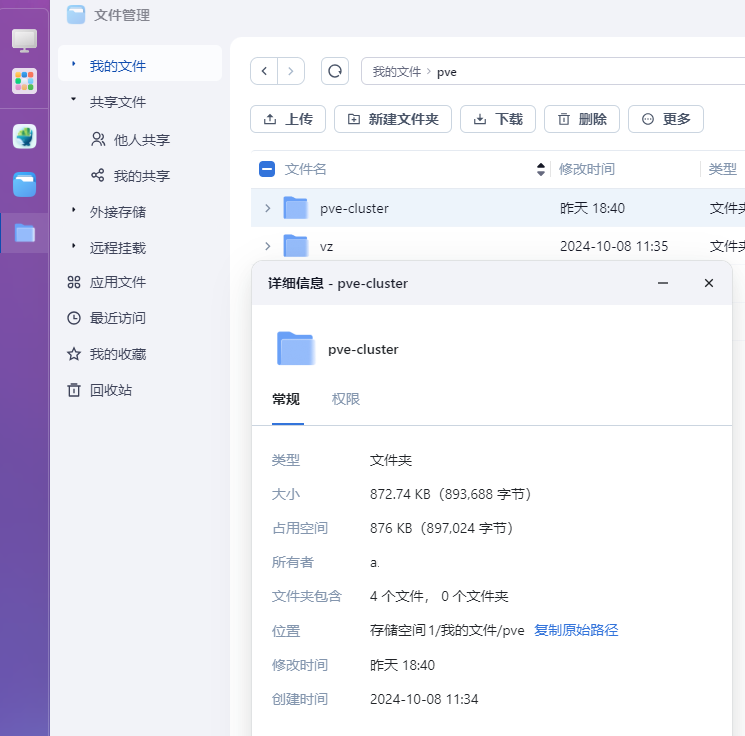 文件管理
我的文件
共享文件
他人共享
我的共享
外接存储
远程挂载
应用文件
最近访问
我的收藏
回收站
我的文件 › pve
上传 新建文件夹 下载 删除 更多
文件名 修改时间 类型
pve-cluster 昨天 18:40 文件夹
vz 2024-10-08 11:35 文件夹
详细信息 - pve-cluster
pve-cluster
常规 权限
类型 文件夹
大小 872.74 KB（893,688 字节）
占用空间 876 KB（897,024 字节）
所有者 a.
文件夹包含 4 个文件， 0 个文件夹
位置 存储空间 1/我的文件/pve 复制原始路径
修改时间 昨天 18:40
创建时间 2024-10-08 11:34